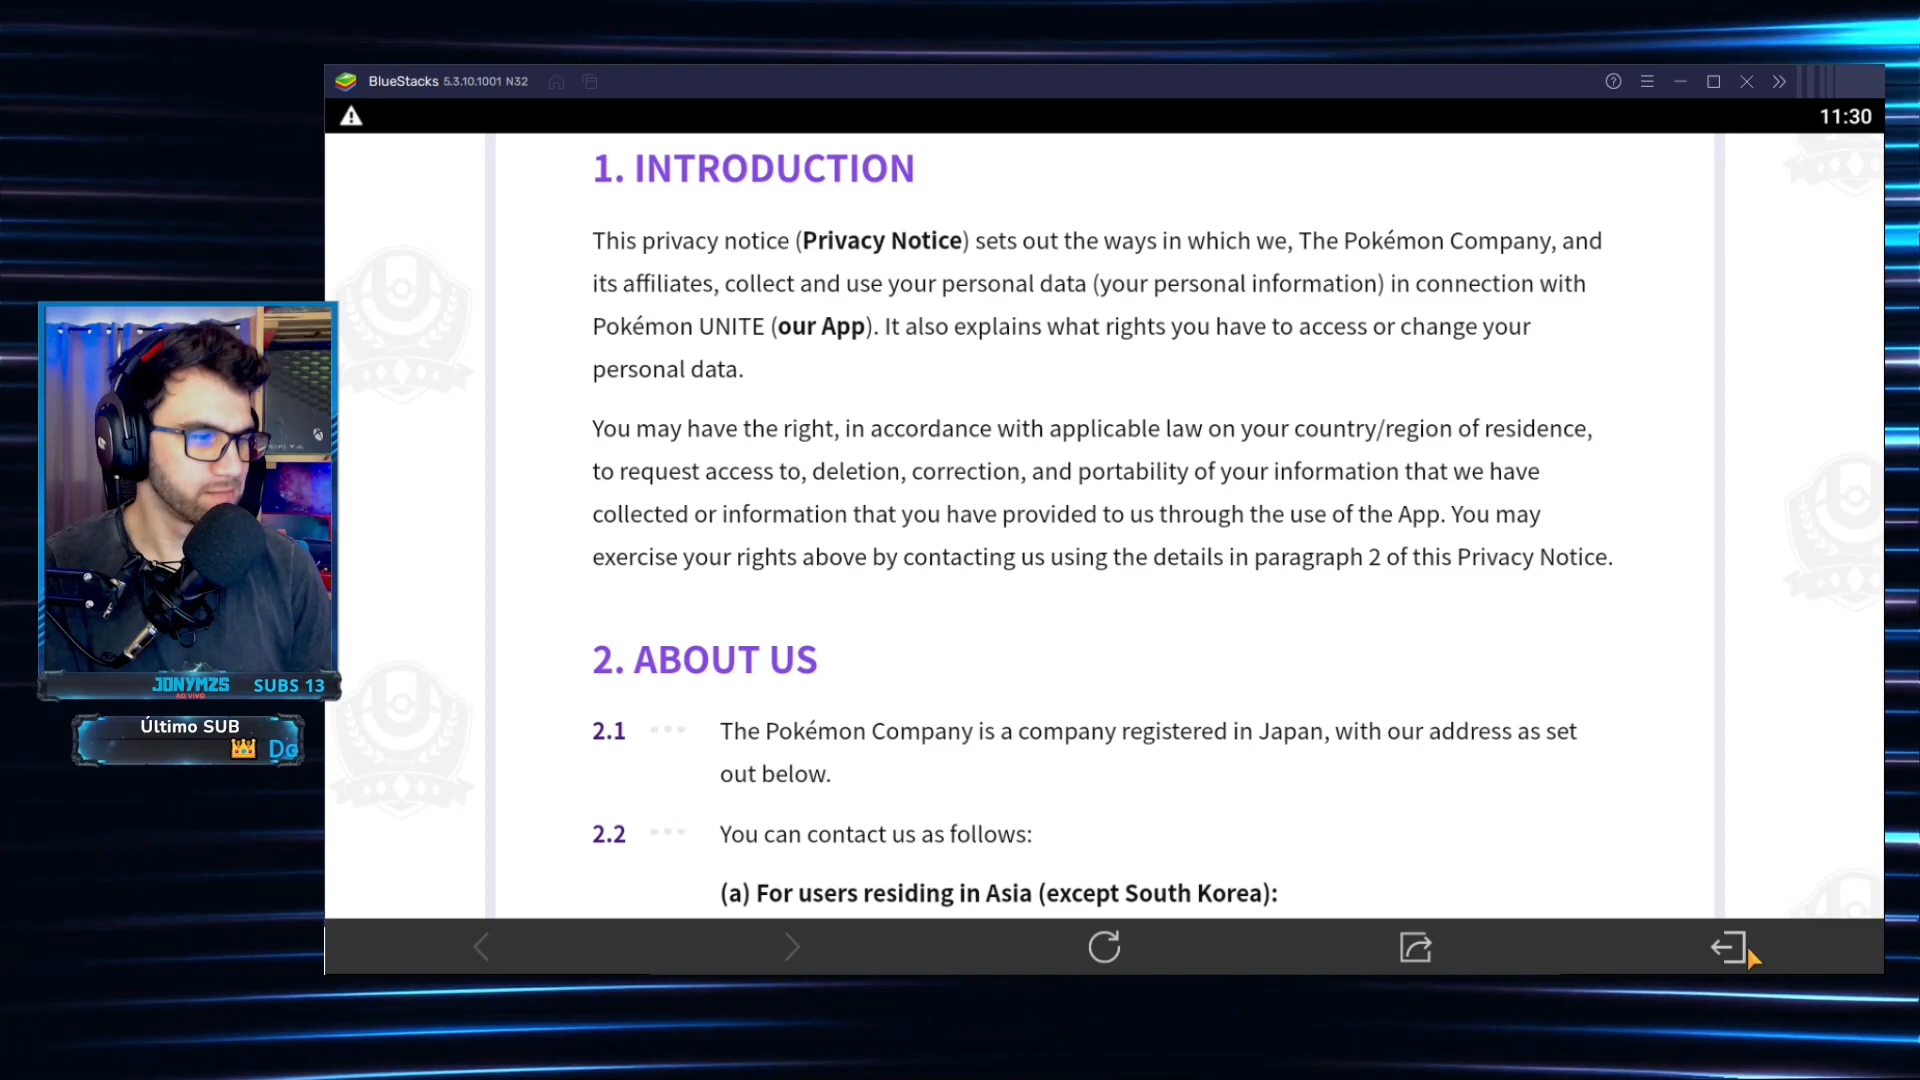 BlueStacks 5.3.10.1001 N32
11:30
1. INTRODUCTION
This privacy notice (Privacy Notice) sets out the ways in which we, The Pokémon Company, and
its affiliates, collect and use your personal data (your personal information) in connection with
Pokémon UNITE (our App). It also explains what rights you have to access or change your
personal data.
You may have the right, in accordance with applicable law on your country/region of residence,
to request access to, deletion, correction, and portability of your information that we have
collected or information that you have provided to us through the use of the App. You may
exercise your rights above by contacting us using the details in paragraph 2 of this Privacy Notice.
2. ABOUT US
2.1 The Pokémon Company is a company registered in Japan, with our address as set
out below.
2.2 You can contact us as follows:
(a) For users residing in Asia (except South Korea):
JONYMZS SUBS 13
AO VIVO
Último SUB
Do